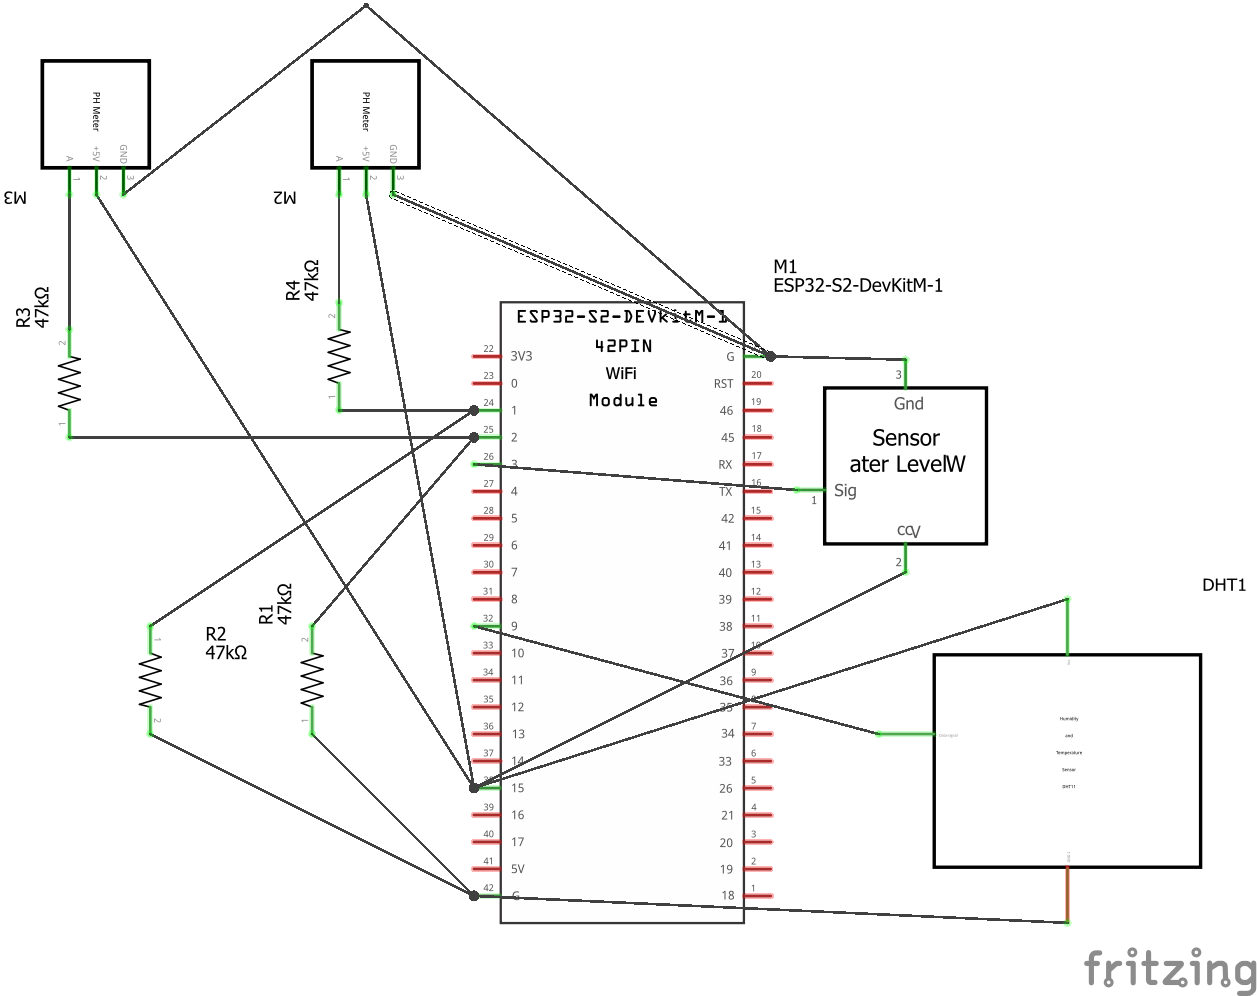 PH Meter
A
+5V
GND
1
2
3
M3
PH Meter
A
+5V
GND
1
2
3
M2
R3
47kΩ
2
1
R4
47kΩ
2
1
M1
ESP32-S2-DevKitM-1
ESP32-S2-DEVkitM-1
42PIN
WiFi
Module
22 3V3 G
23 0 RST 20
24 1 46 19
25 2 45 18
26 3 RX 17
27 4 TX 16
28 5 42 15
29 6 41 14
30 7 40 13
31 8 39 12
32 9 38 11
33 10 37 10
34 11 36 9
35 12 35
36 13 34 7
37 14 33 6
15 26 5
39 16 21 4
40 17 20 3
41 5V 19 2
42 G 18 1
3
Gnd
Sensor
ater LevelW
Sig
1
ccV
2
DHT1
Humidity
and
Temperature
Sensor
DHT11
R2
47kΩ
1
2
R1
47kΩ
2
1
fritzing